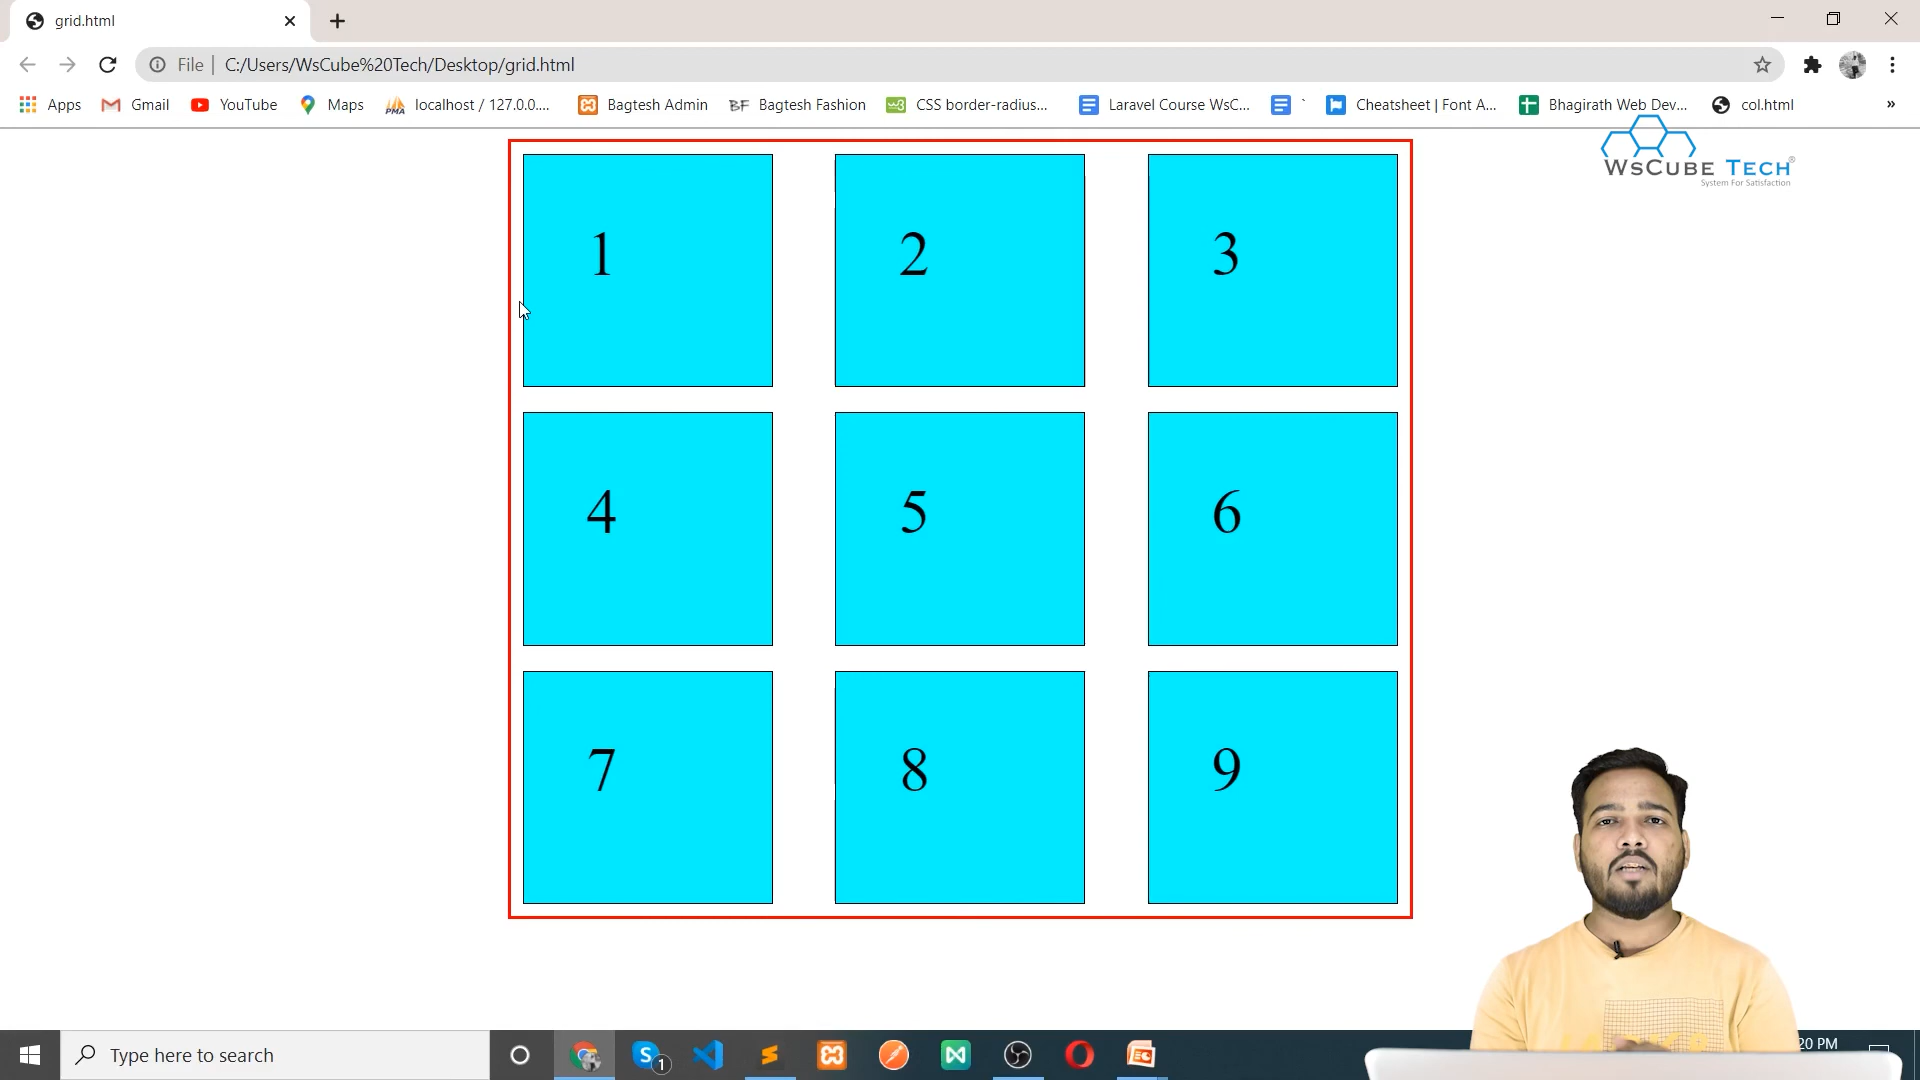 grid.html
File
C:/Users/WsCube%20Tech/Desktop/grid.html
Apps
Gmail
YouTube
Maps
localhost / 127.0.0....
Bagtesh Admin
Bagtesh Fashion
CSS border-radius...
Laravel Course WsC...
`
Cheatsheet | Font A...
Bhagirath Web Dev...
col.html
»
WSCUBE TECH®
System For Satisfaction
1
2
3
4
5
6
7
8
9
Type here to search
20 PM